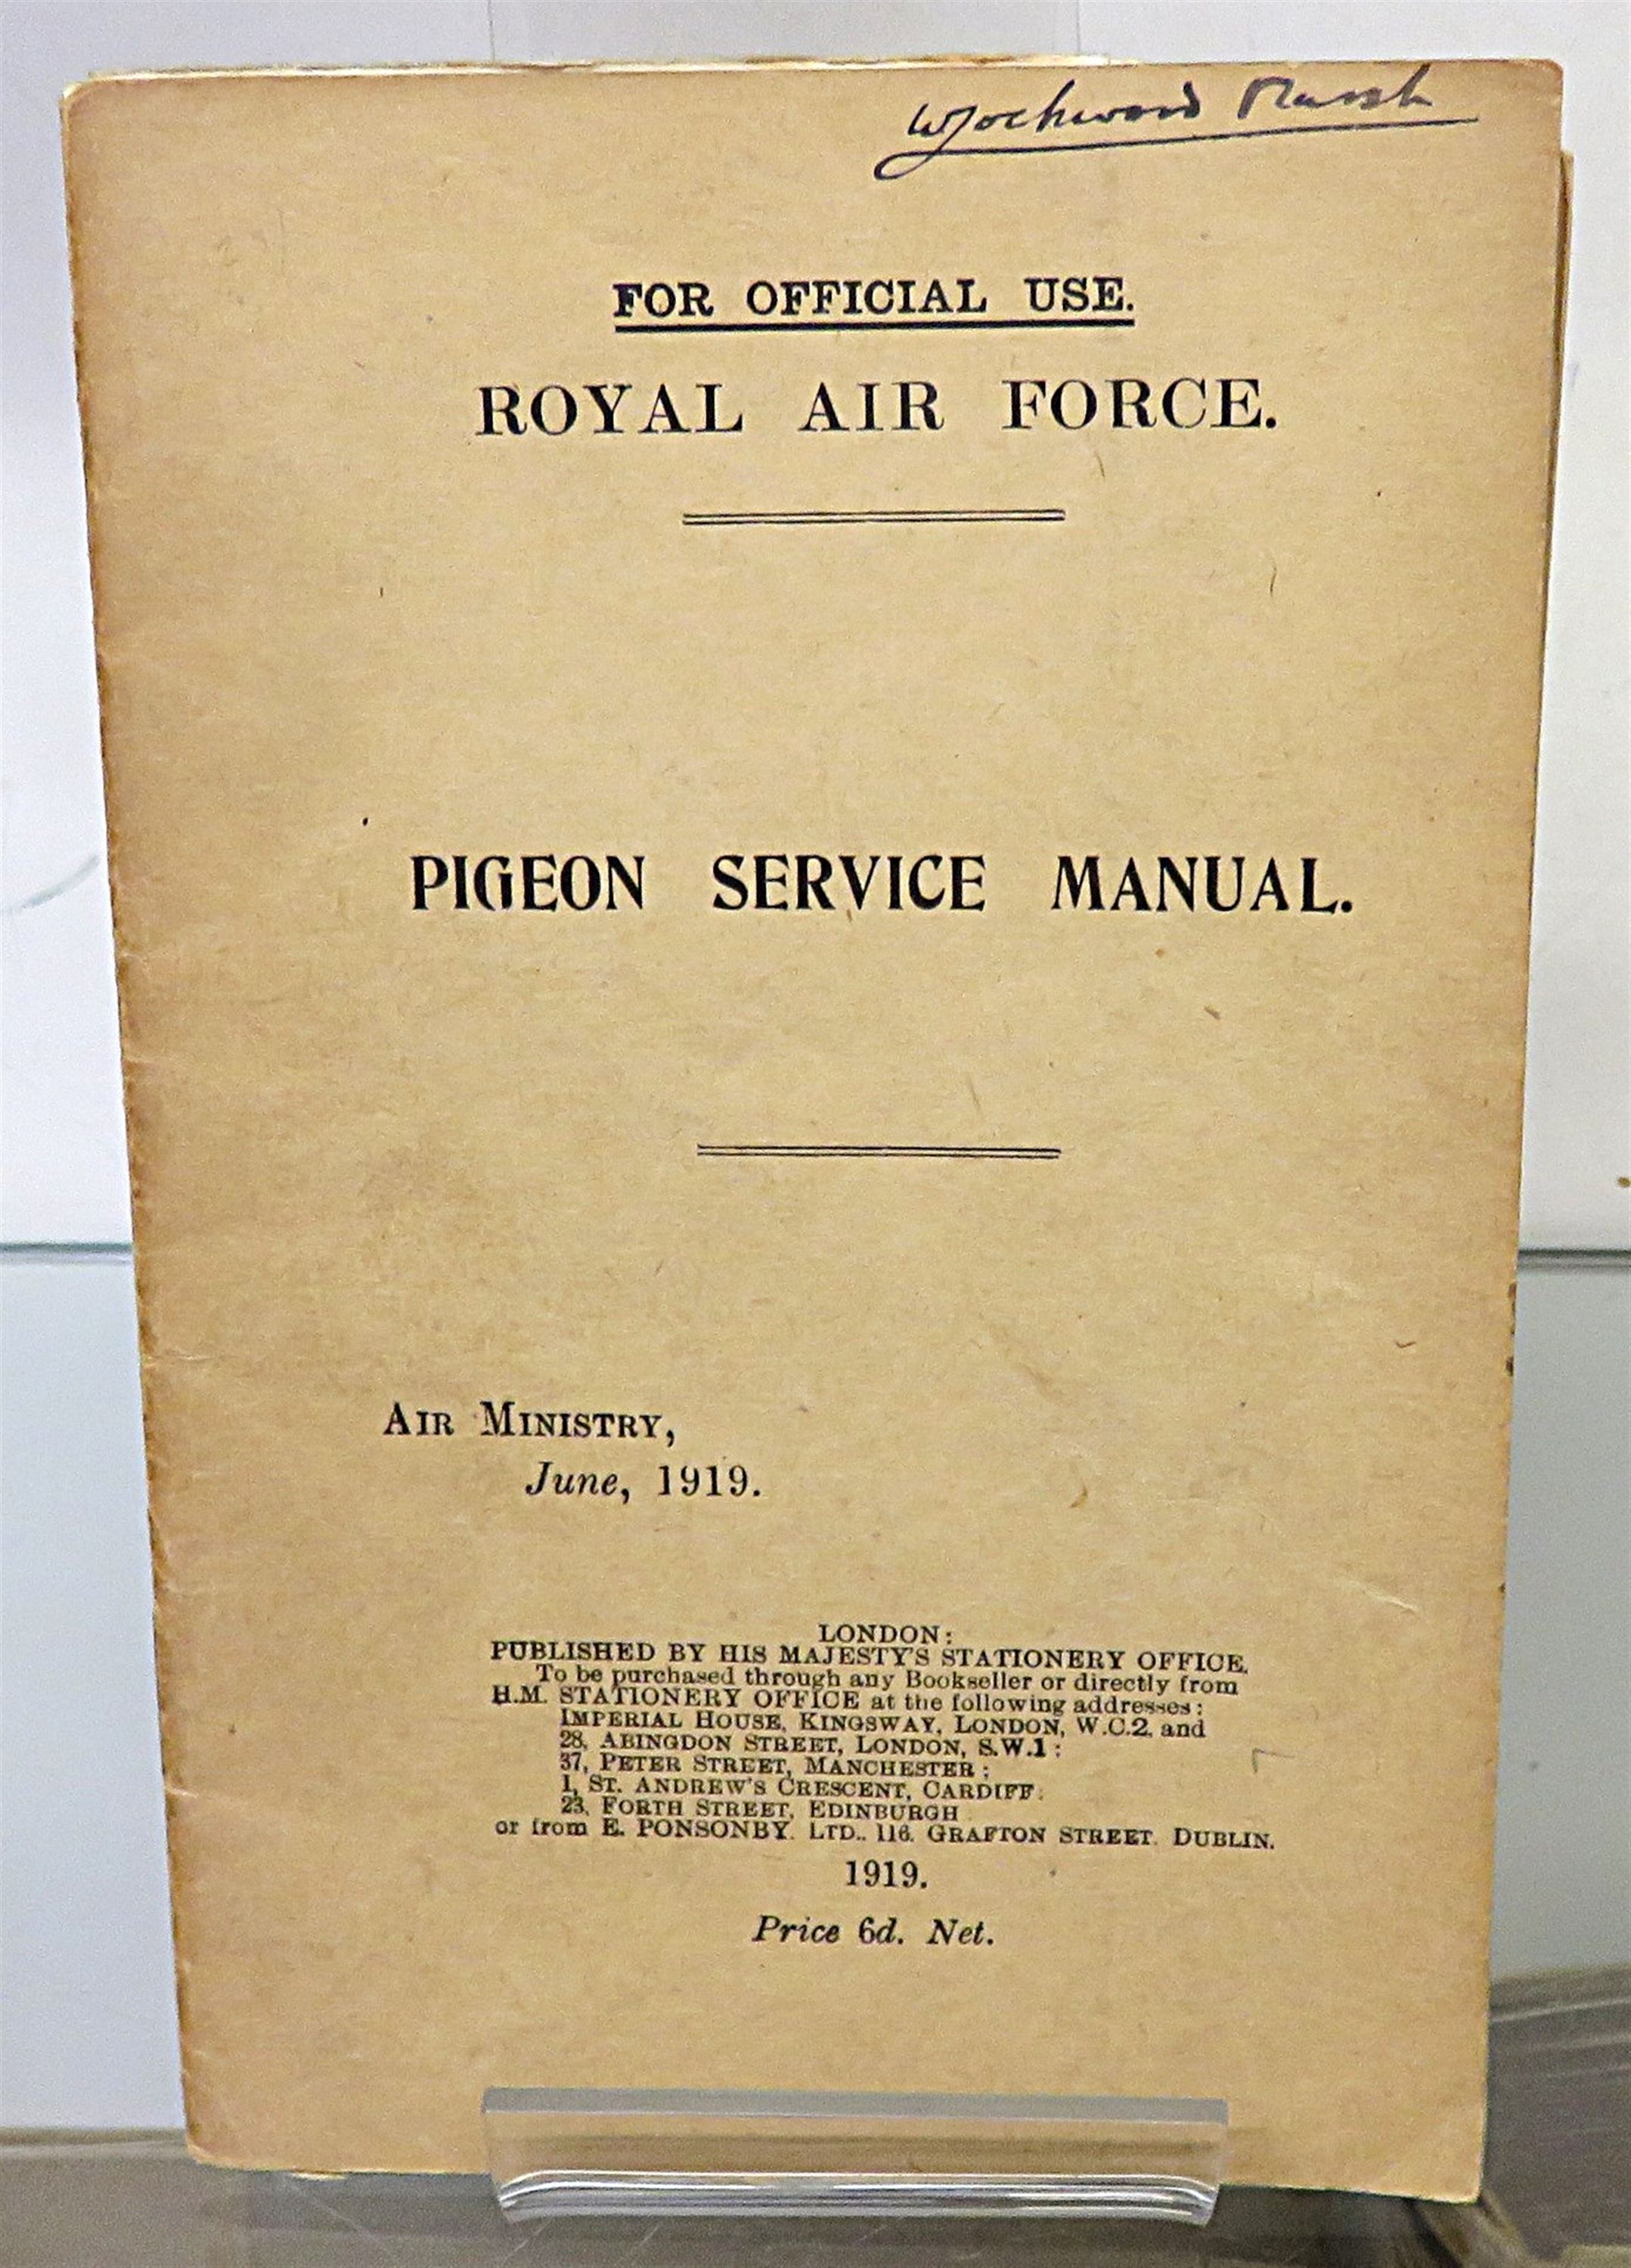 Marsh
FOR OFFICIAL USE.
ROYAL AIR FORCE.
PIGEON SERVICE MANUAL.
AIR MINISTRY,
June, 1919.
LONDON:
PUBLISHED BY HIS MAJESTY'S STATIONERY OFFICE.
To be purchased through any Bookseller or directly from
H.M. STATIONERY OFFICE at the following addresses:
IMPERIAL HOUSE, KINGSWAY, LONDON, W.C.2, and
28, ABINGDON STREET, LONDON, S.W.1;
37, PETER STREET, MANCHESTER;
1, ST. ANDREW'S CRESCENT, CARDIFF;
23, FORTH STREET, EDINBURGH
or from E. PONSONBY, LTD., 116, GRAFTON STREET, DUBLIN.
1919.
Price 6d. Net.